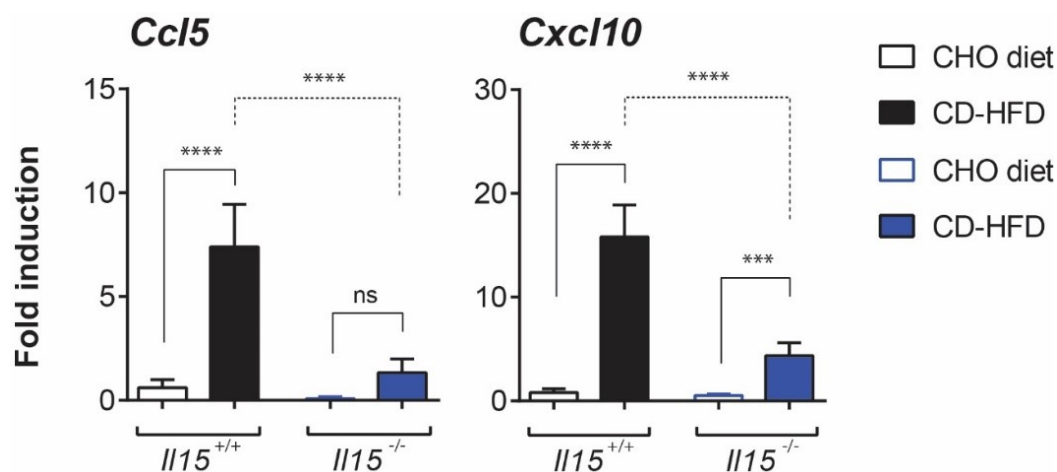 Ccl5
Cxcl10
Fold induction
15
10
5
0
****
****
ns
Il15 +/+
Il15 -/-
30
20
10
0
****
****
***
Il15 +/+
Il15 -/-
CHO diet
CD-HFD
CHO diet
CD-HFD